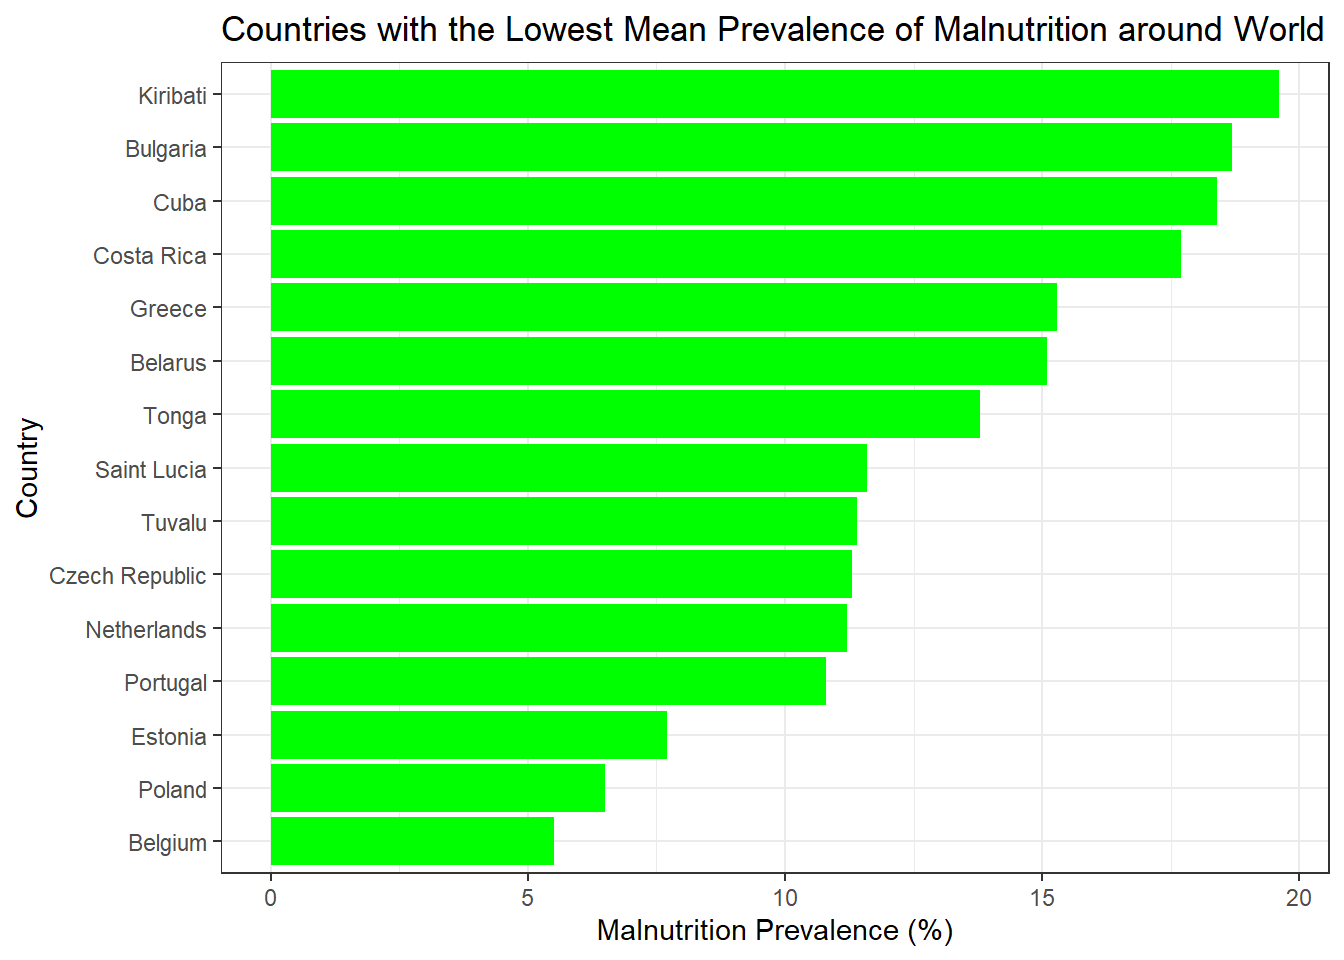 Countries with the Lowest Mean Prevalence of Malnutrition around World
Kiribati
Bulgaria
Cuba
Costa Rica
Greece
Belarus
Tonga
Saint Lucia
Tuvalu
Czech Republic
Netherlands
Portugal
Estonia
Poland
Belgium
Country
0 5 10 15 20
Malnutrition Prevalence (%)